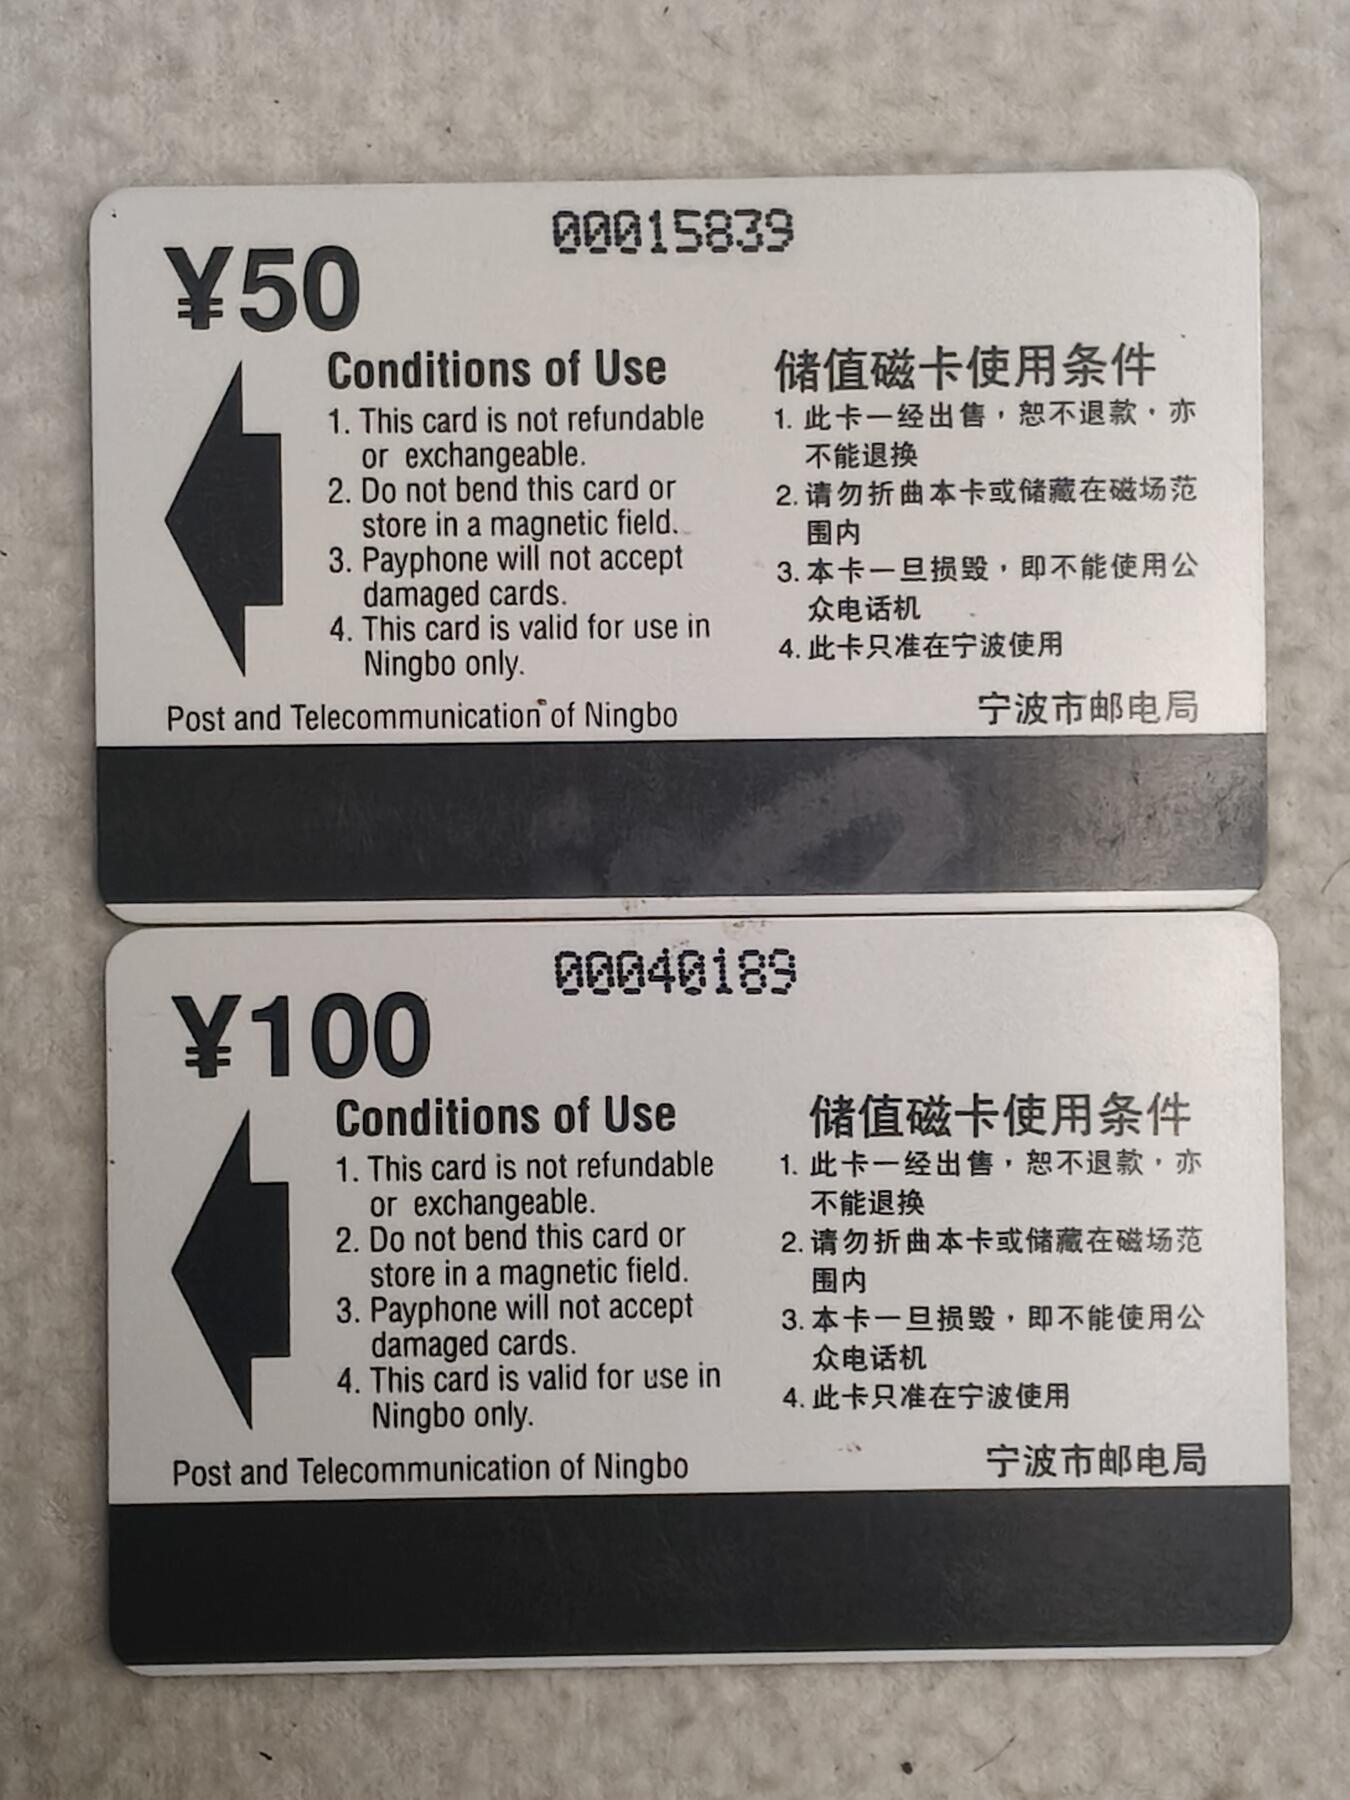 00015839
¥50
Conditions of Use
1. This card is not refundable
or exchangeable.
2. Do not bend this card or
store in a magnetic field.
3. Payphone will not accept
damaged cards.
4. This card is valid for use in
Ningbo only.
Post and Telecommunication of Ningbo
储值磁卡使用条件
1. 此卡一经出售，恕不退款，亦
不能退换
2. 请勿折曲本卡或储藏在磁场范
围内
3. 本卡一旦损毁，即不能使用公
众电话机
4. 此卡只准在宁波使用
宁波市邮电局
00040189
¥100
Conditions of Use
1. This card is not refundable
or exchangeable.
2. Do not bend this card or
store in a magnetic field.
3. Payphone will not accept
damaged cards.
4. This card is valid for use in
Ningbo only.
Post and Telecommunication of Ningbo
储值磁卡使用条件
1. 此卡一经出售，恕不退款，亦
不能退换
2. 请勿折曲本卡或储藏在磁场范
围内
3. 本卡一旦损毁，即不能使用公
众电话机
4. 此卡只准在宁波使用
宁波市邮电局